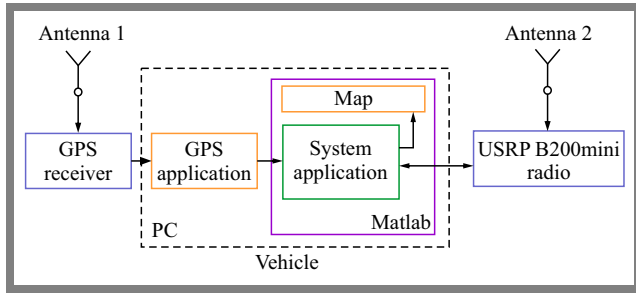 Antenna 1
Antenna 2
Map
GPS
receiver
GPS
application
System
application
USRP B200mini
radio
PC
Matlab
Vehicle